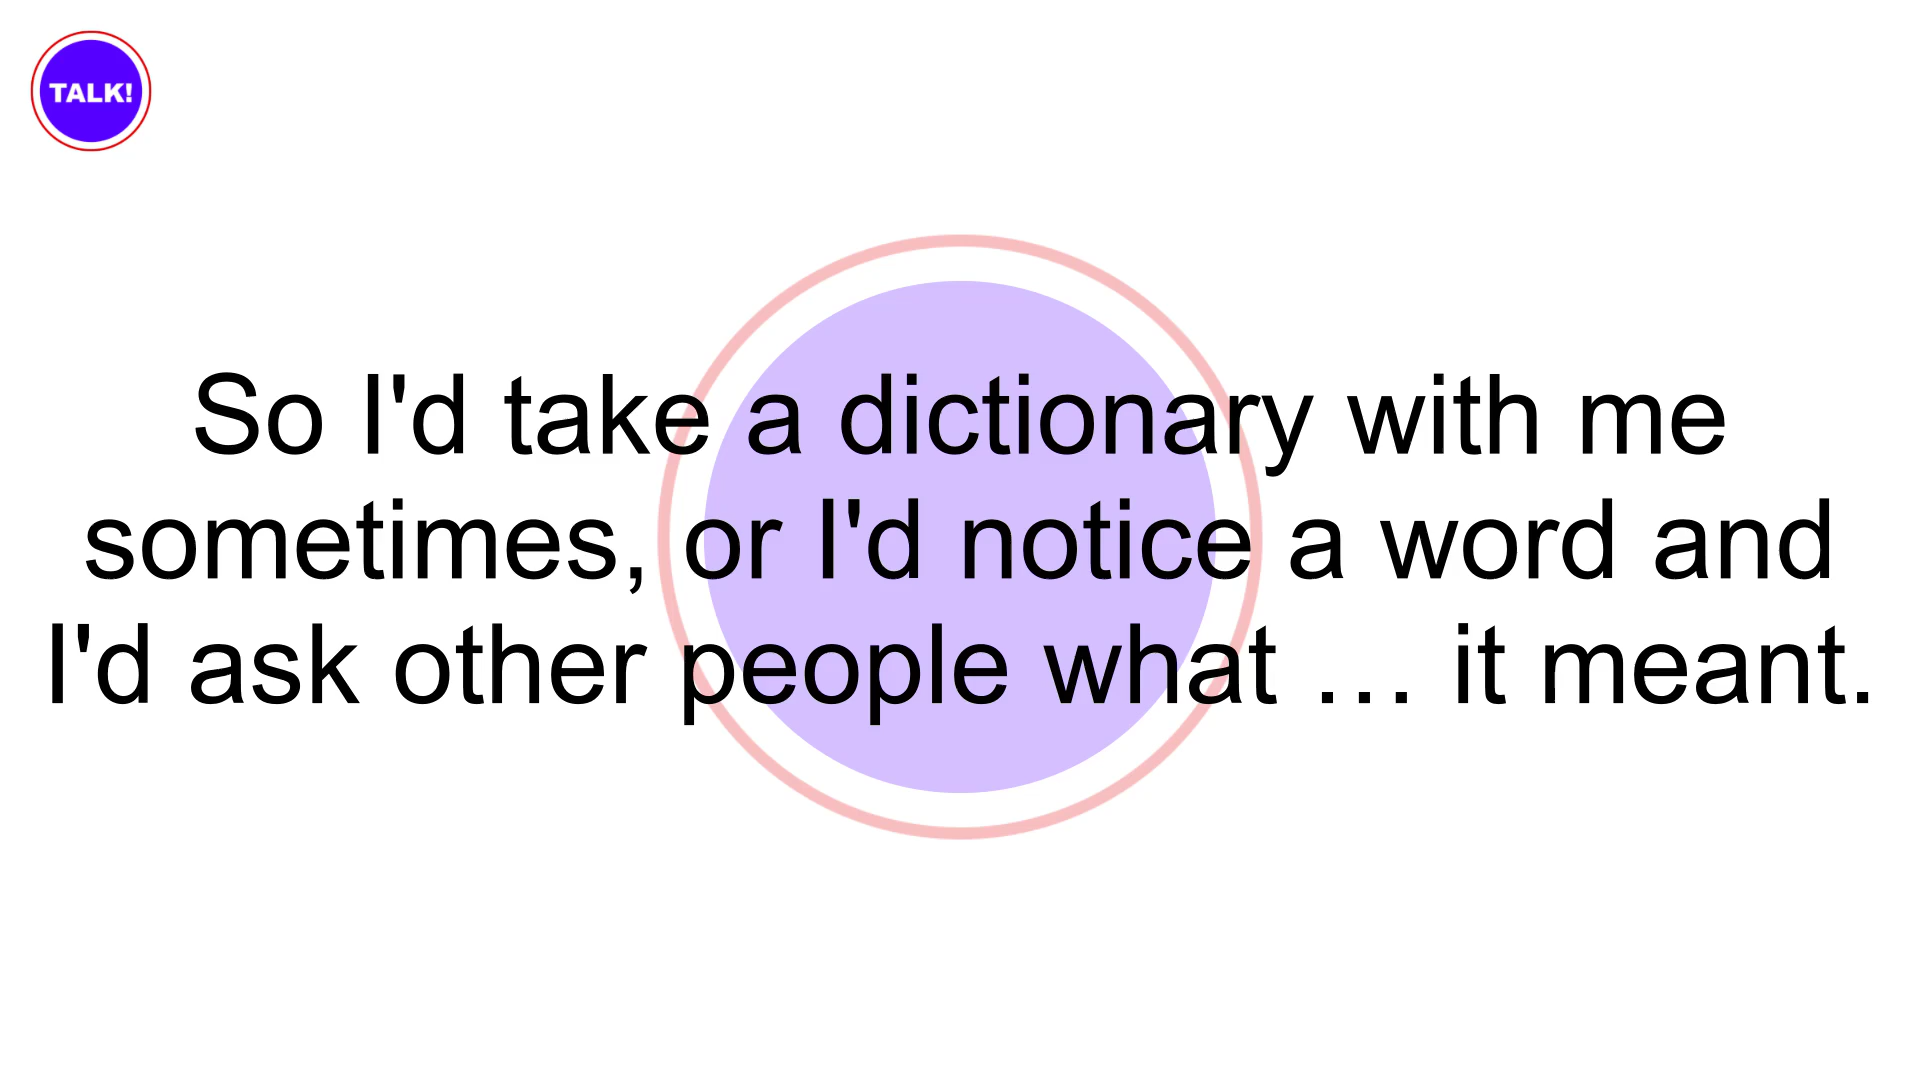 TALK!
So I'd take a dictionary with me
sometimes, or I'd notice a word and
I'd ask other people what … it meant.